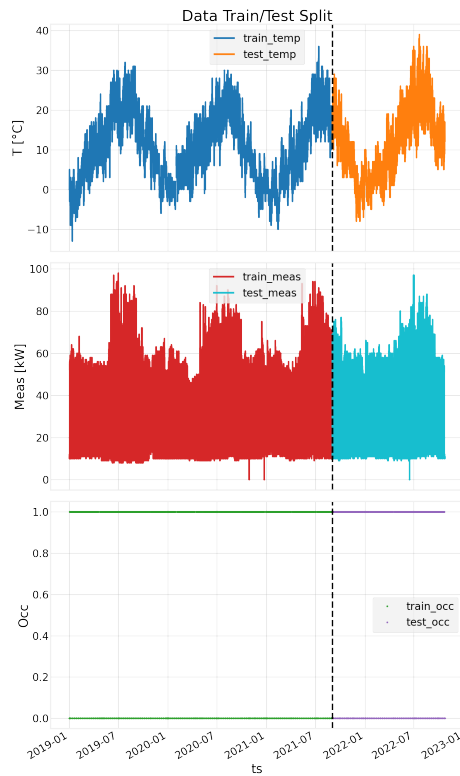 Data Train/Test Split
40
30
20
10
0
−10
T [°C]
train_temp
test_temp
100
80
60
40
20
0
Meas [kW]
train_meas
test_meas
1.0
0.8
0.6
0.4
0.2
0.0
Occ
train_occ
test_occ
2019-01
2019-07
2020-01
2020-07
2021-01
2021-07
2022-01
2022-07
2023-01
ts